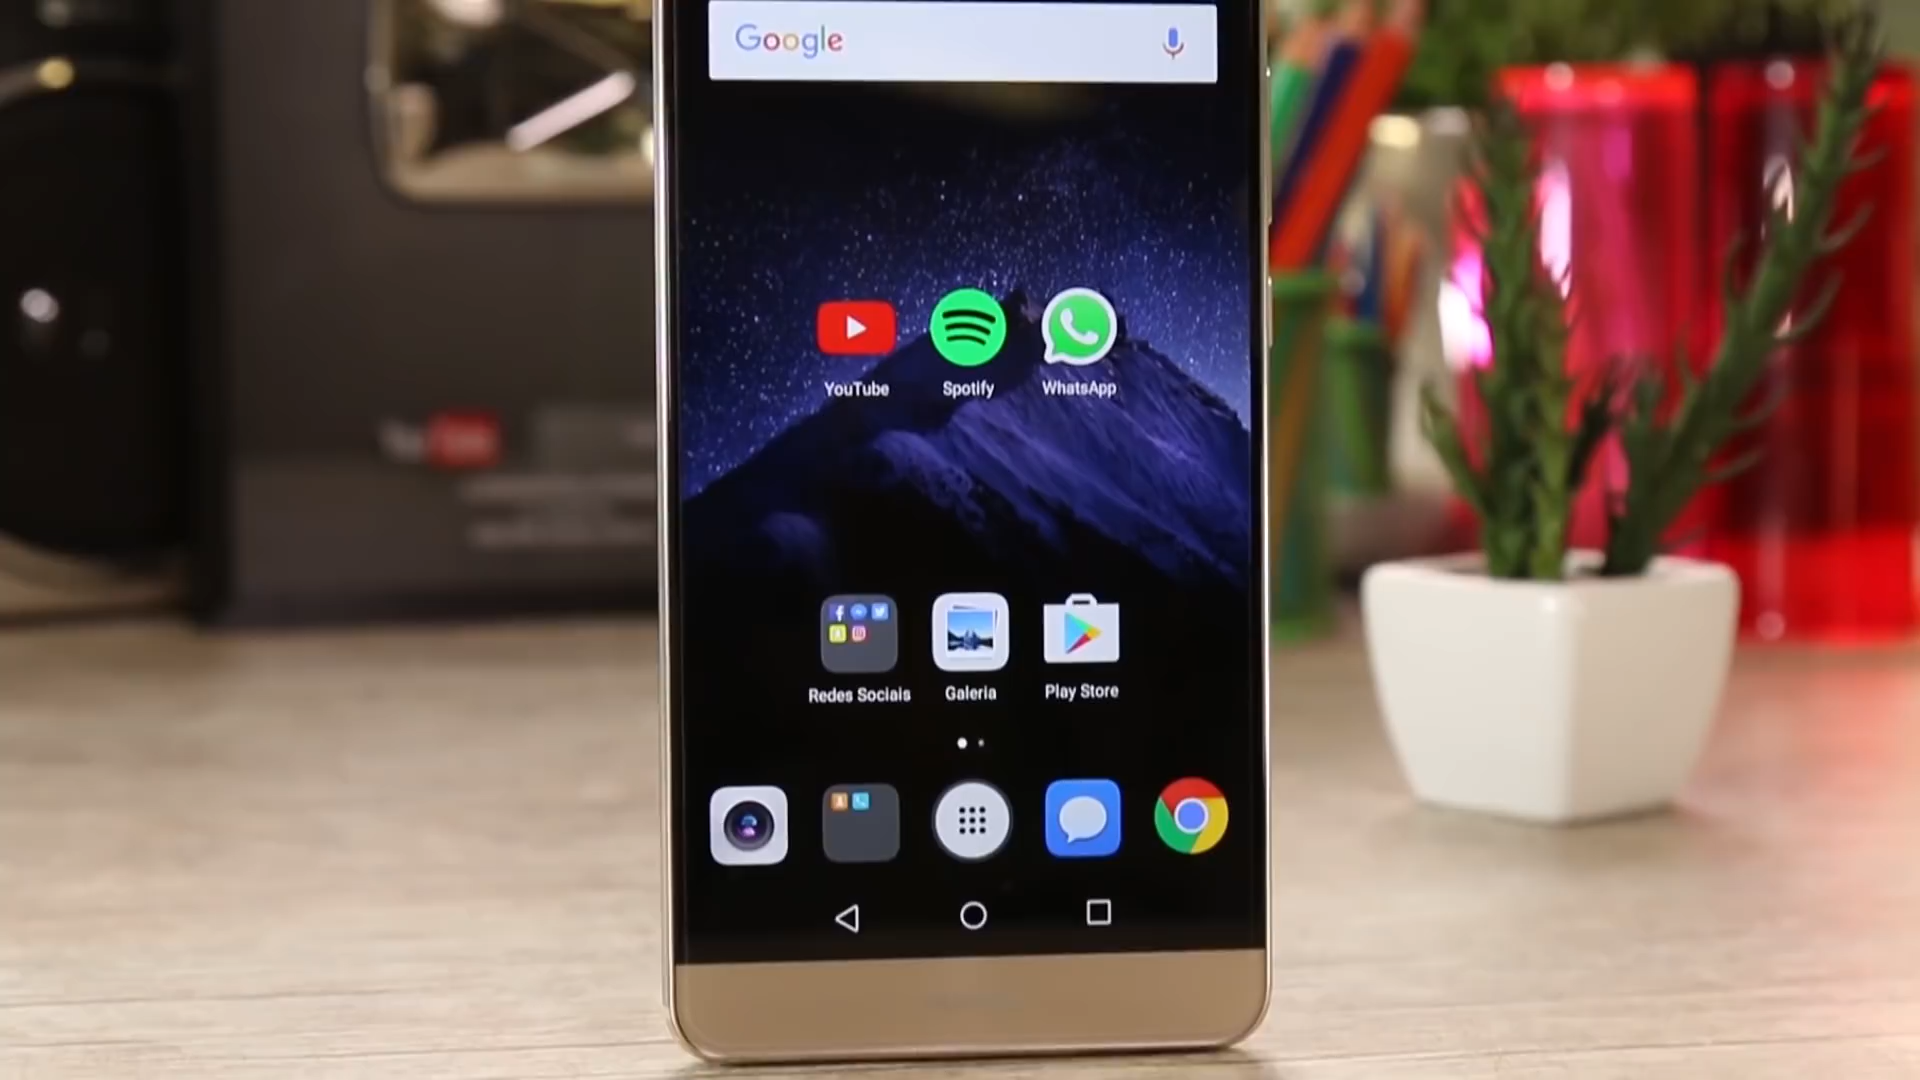 Google
YouTube
Spotify
WhatsApp
Redes Sociais
Galeria
Play Store